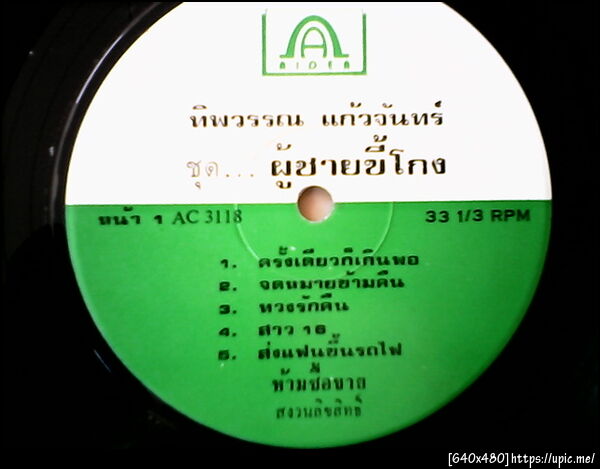 AIDEA
ทิพวรรณ แก้วจันทร์
ชุด... ผู้ชายขี้โกง
หน้า 1 AC 3118
33 1/3 RPM
1. ครั้งเดียวก็เกินพอ
2. จดหมายข้ามคืน
3. หวงรักคืน
4. สาว 16
5. ส่งแฟนขึ้นรถไฟ
ห้ามซื้อขาย
สงวนลิขสิทธิ์
[640x480]https://upic.me/